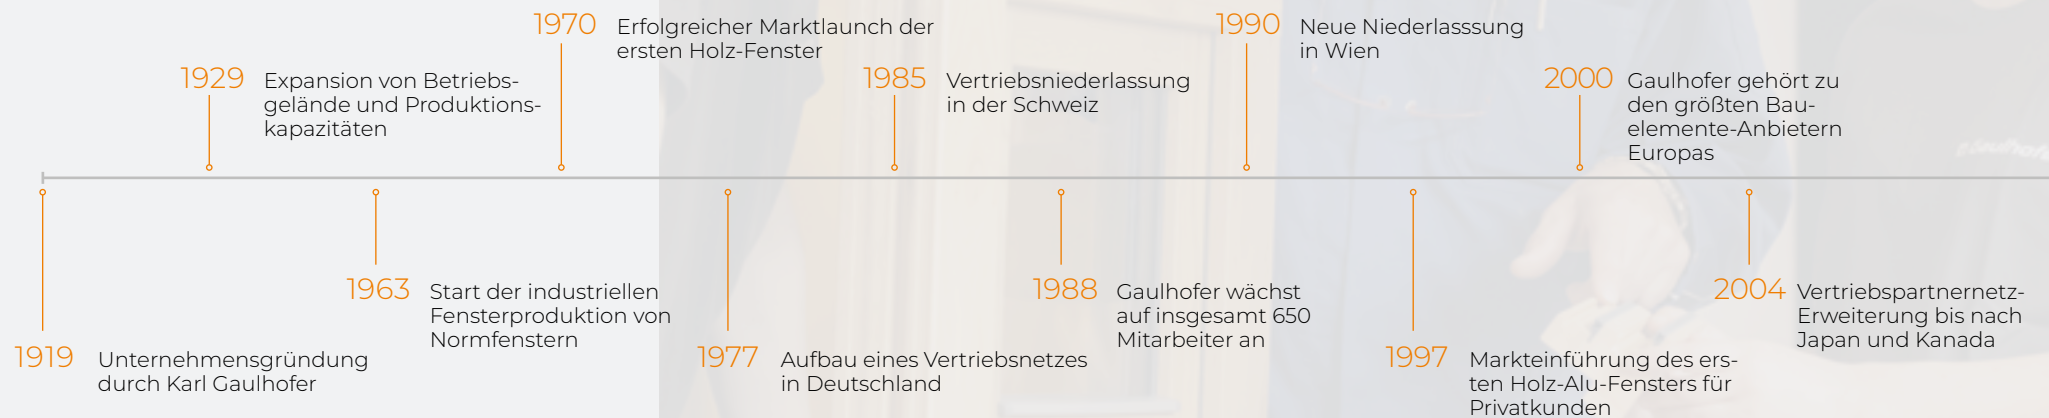 1919
Unternehmensgründung
durch Karl Gaulhofer
1929
Expansion von Betriebs-
gelände und Produktions-
kapazitäten
1963
Start der industriellen
Fensterproduktion von
Normfenstern
1970
Erfolgreicher Marktlaunch der
ersten Holz-Fenster
1977
Aufbau eines Vertriebsnetzes
in Deutschland
1985
Vertriebsniederlassung
in der Schweiz
1988
Gaulhofer wächst
auf insgesamt 650
Mitarbeiter an
1990
Neue Niederlasssung
in Wien
1997
Markteinführung des ers-
ten Holz-Alu-Fensters für
Privatkunden
2000
Gaulhofer gehört zu
den größten Bau-
elemente-Anbietern
Europas
2004
Vertriebspartnernetz-
Erweiterung bis nach
Japan und Kanada